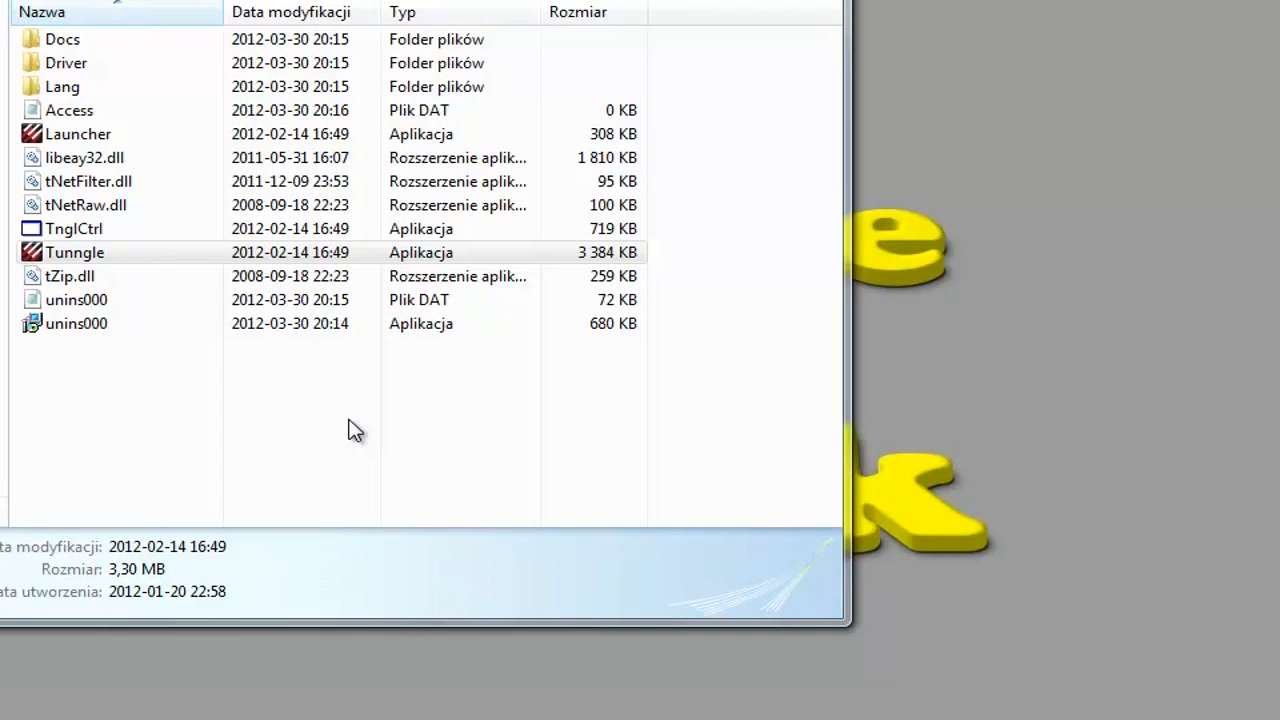 Nazwa Data modyfikacji Typ Rozmiar
Docs 2012-03-30 20:15 Folder plików
Driver 2012-03-30 20:15 Folder plików
Lang 2012-03-30 20:15 Folder plików
Access 2012-03-30 20:16 Plik DAT 0 KB
Launcher 2012-02-14 16:49 Aplikacja 308 KB
libeay32.dll 2011-05-31 16:07 Rozszerzenie aplik... 1 810 KB
tNetFilter.dll 2011-12-09 23:53 Rozszerzenie aplik... 95 KB
tNetRaw.dll 2008-09-18 22:23 Rozszerzenie aplik... 100 KB
TnglCtrl 2012-02-14 16:49 Aplikacja 719 KB
Tunngle 2012-02-14 16:49 Aplikacja 3 384 KB
tZip.dll 2008-09-18 22:23 Rozszerzenie aplik... 259 KB
unins000 2012-03-30 20:15 Plik DAT 72 KB
unins000 2012-03-30 20:14 Aplikacja 680 KB
ta modyfikacji: 2012-02-14 16:49
Rozmiar: 3,30 MB
ata utworzenia: 2012-01-20 22:58
e
k